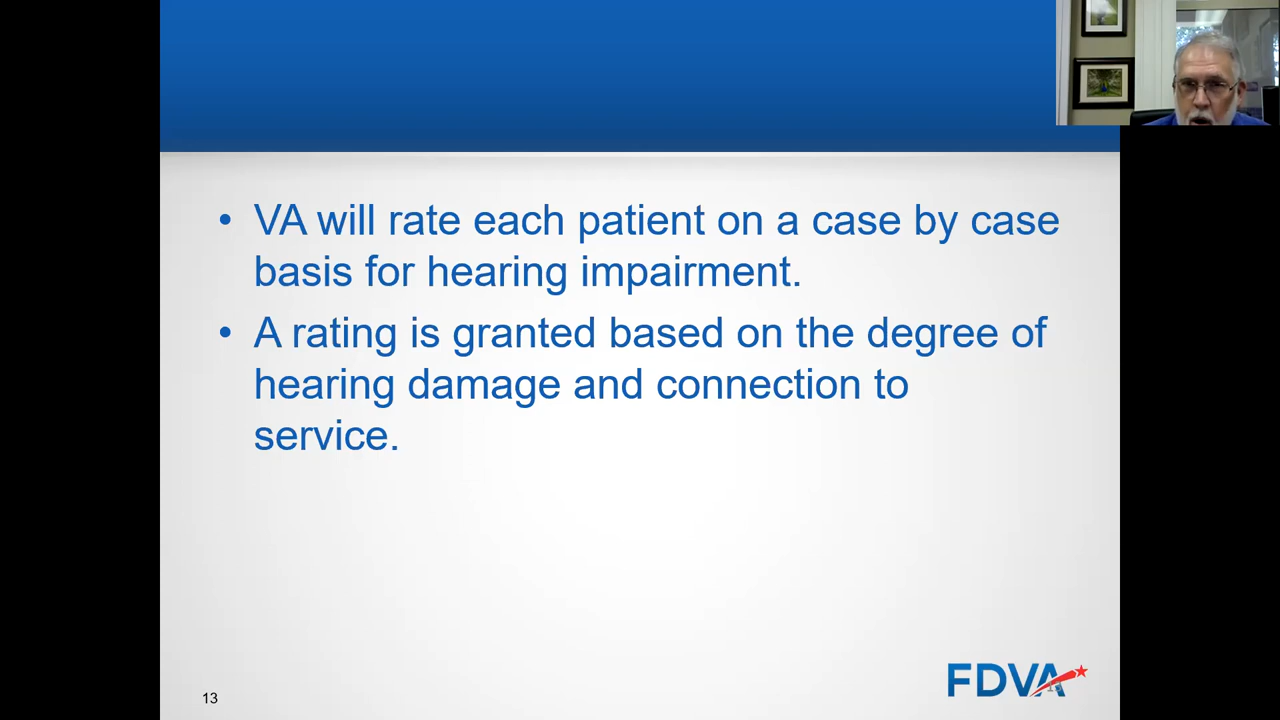 • VA will rate each patient on a case by case
basis for hearing impairment.
• A rating is granted based on the degree of
hearing damage and connection to
service.
13
FDVA